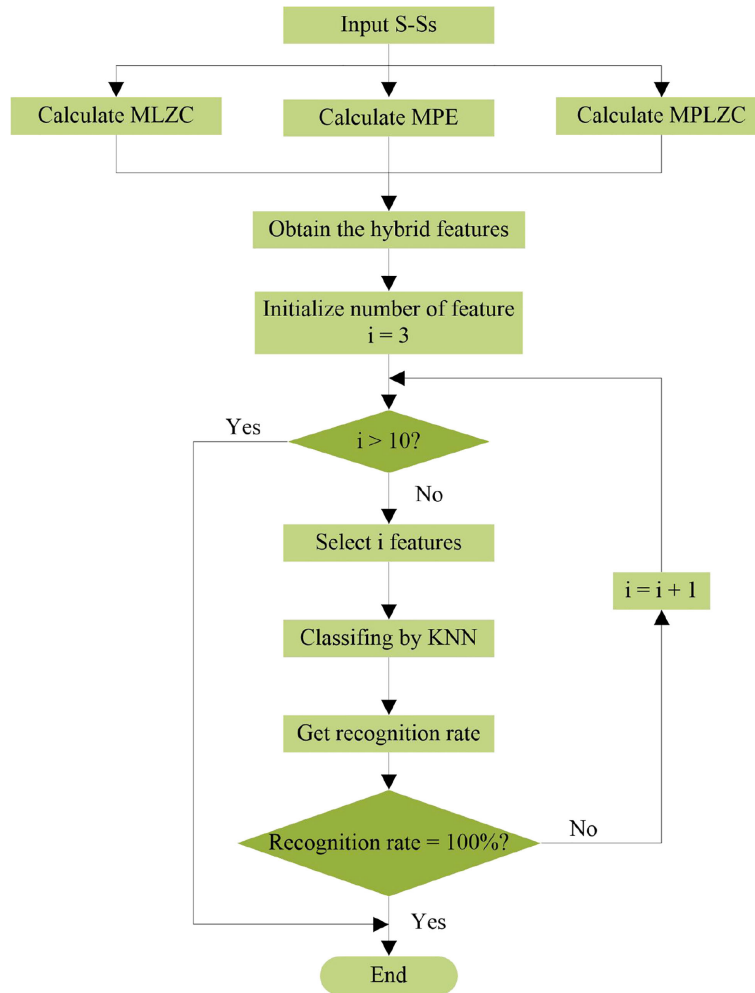 Input S-Ss
Calculate MLZC
Calculate MPE
Calculate MPLZC
Obtain the hybrid features
Initialize number of feature
i = 3
Yes
i > 10?
No
Select i features
i = i + 1
Classifing by KNN
Get recognition rate
Recognition rate = 100%?
No
Yes
End